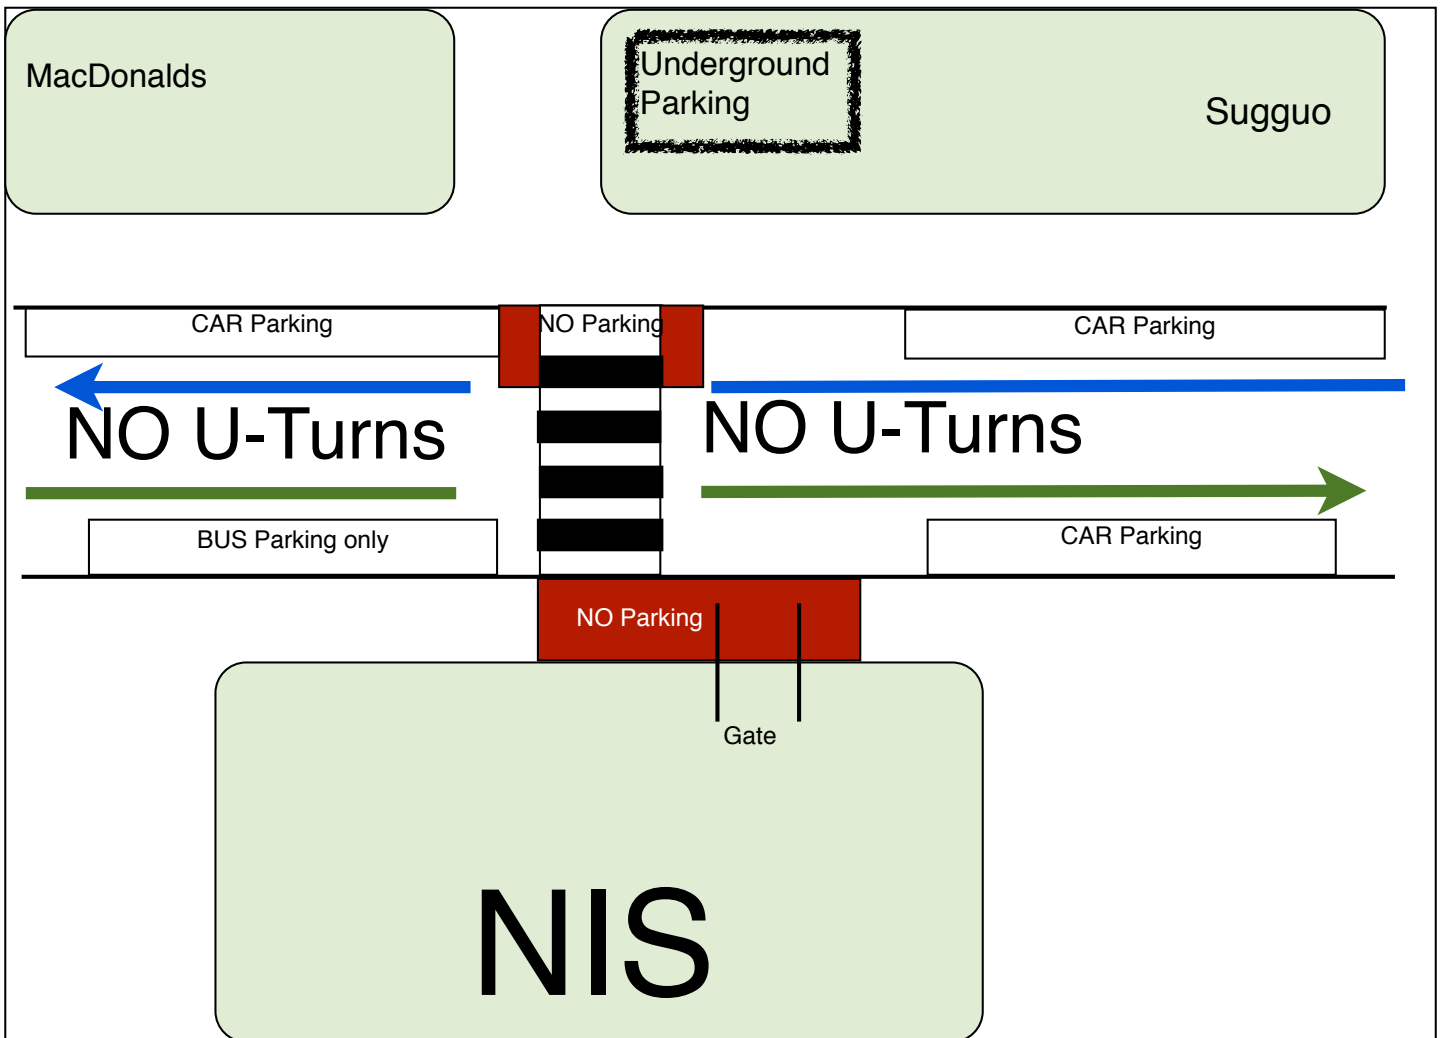 MacDonalds
Underground
Parking
Sugguo
CAR Parking
NO Parking
CAR Parking
NO U-Turns
NO U-Turns
BUS Parking only
CAR Parking
NO Parking
Gate
NIS